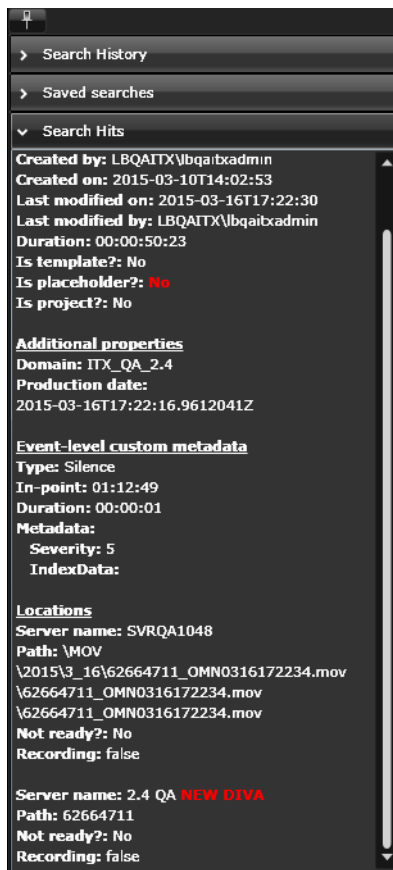 Search History
Saved searches
Search Hits
Created by: LBQAITX\lbqaitxadmin
Created on: 2015-03-10T14:02:53
Last modified on: 2015-03-16T17:22:30
Last modified by: LBQAITX\lbqaitxadmin
Duration: 00:00:50:23
Is template?: No
Is placeholder?: No
Is project?: No
Additional properties
Domain: ITX_QA_2.4
Production date:
2015-03-16T17:22:16.9612041Z
Event-level custom metadata
Type: Silence
In-point: 01:12:49
Duration: 00:00:01
Metadata:
Severity: 5
IndexData:
Locations
Server name: SVRQA1048
Path: \MOV
\2015\3_16\62664711_OMN0316172234.mov
\62664711_OMN0316172234.mov
\62664711_OMN0316172234.mov
Not ready?: No
Recording: false
Server name: 2.4 QA NEW DIVA
Path: 62664711
Not ready?: No
Recording: false